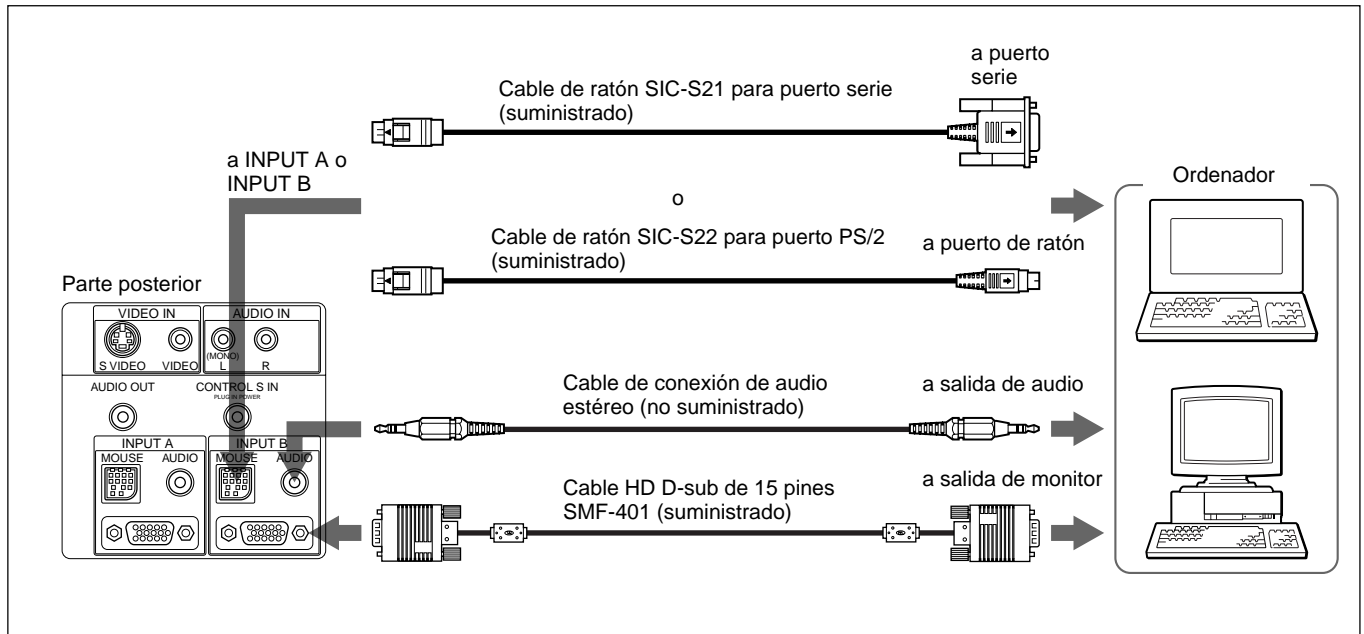 a puerto
serie
Cable de ratón SIC-S21 para puerto serie
(suministrado)
a INPUT A o
INPUT B
Ordenador
o
Cable de ratón SIC-S22 para puerto PS/2
(suministrado)
a puerto de ratón
Parte posterior
VIDEO IN
AUDIO IN
S VIDEO
VIDEO
(MONO)
L
R
AUDIO OUT
CONTROL S IN
PLUG IN POWER
Cable de conexión de audio
estéreo (no suministrado)
a salida de audio
INPUT A
INPUT B
MOUSE
AUDIO
MOUSE
AUDIO
Cable HD D-sub de 15 pines
SMF-401 (suministrado)
a salida de monitor